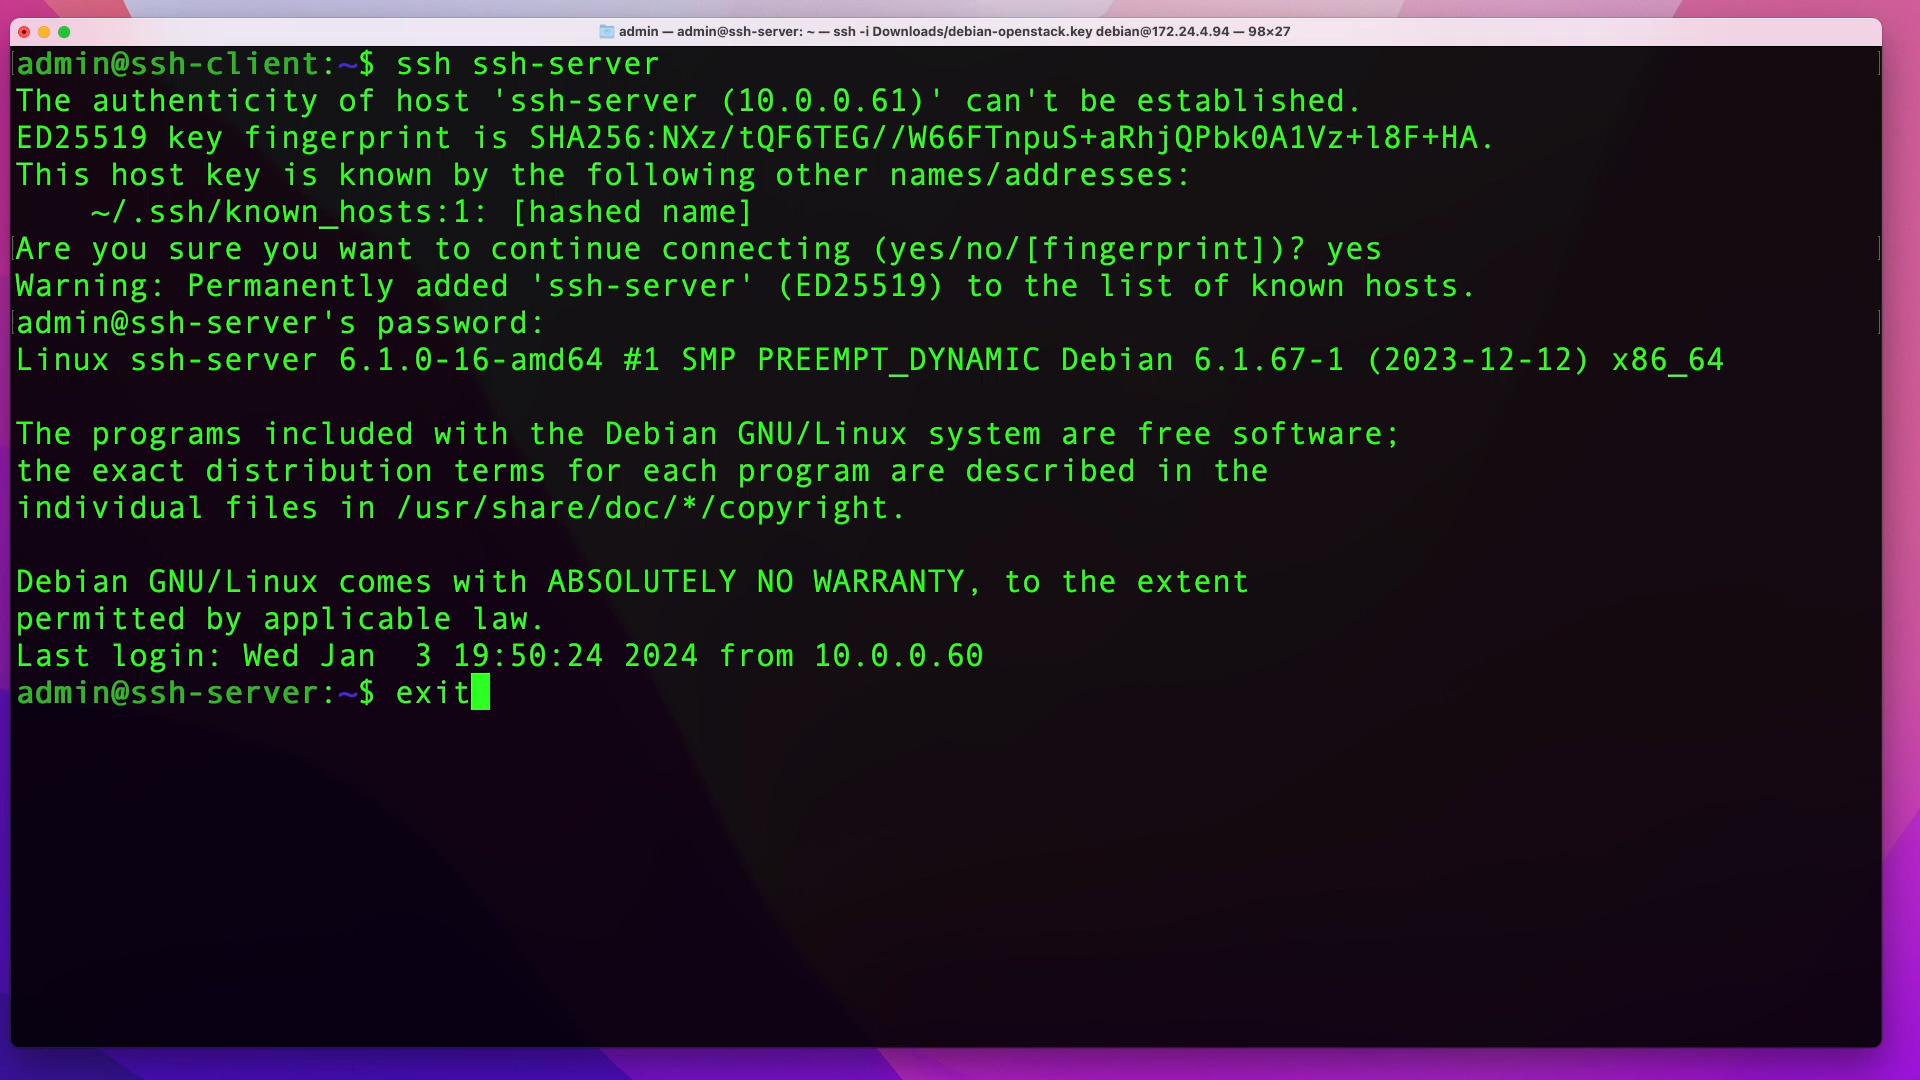 admin — admin@ssh-server: ~ — ssh -i Downloads/debian-openstack.key debian@172.24.4.94 — 98×27
admin@ssh-client:~$ ssh ssh-server
The authenticity of host 'ssh-server (10.0.0.61)' can't be established.
ED25519 key fingerprint is SHA256:NXz/tQF6TEG//W66FTnpuS+aRhjQPbk0A1Vz+l8F+HA.
This host key is known by the following other names/addresses:
    ~/.ssh/known_hosts:1: [hashed name]
Are you sure you want to continue connecting (yes/no/[fingerprint])? yes
Warning: Permanently added 'ssh-server' (ED25519) to the list of known hosts.
admin@ssh-server's password:
Linux ssh-server 6.1.0-16-amd64 #1 SMP PREEMPT_DYNAMIC Debian 6.1.67-1 (2023-12-12) x86_64
The programs included with the Debian GNU/Linux system are free software;
the exact distribution terms for each program are described in the
individual files in /usr/share/doc/*/copyright.
Debian GNU/Linux comes with ABSOLUTELY NO WARRANTY, to the extent
permitted by applicable law.
Last login: Wed Jan  3 19:50:24 2024 from 10.0.0.60
admin@ssh-server:~$ exit